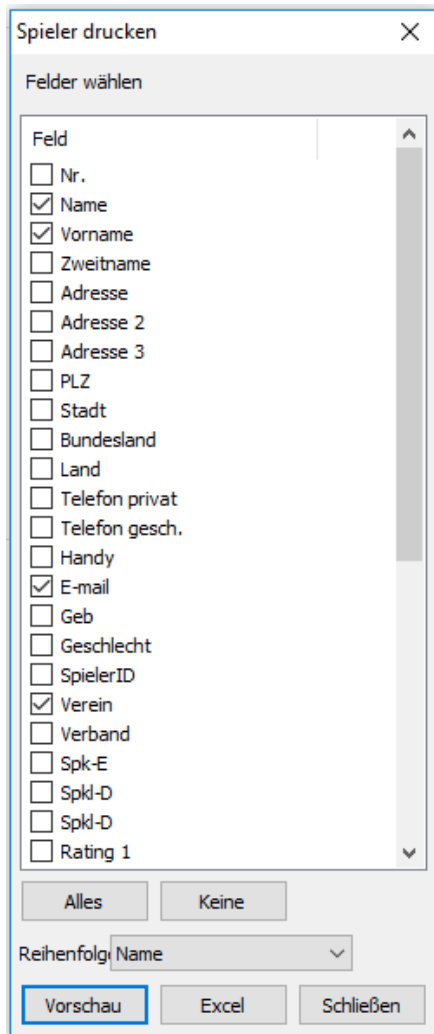 Spieler drucken
Felder wählen
Feld
Nr.
Name
Vorname
Zweitname
Adresse
Adresse 2
Adresse 3
PLZ
Stadt
Bundesland
Land
Telefon privat
Telefon gesch.
Handy
E-mail
Geb
Geschlecht
SpielerID
Verein
Verband
Spk-E
Spkl-D
Spkl-D
Rating 1
Alles Keine
Reihenfolg Name
Vorschau Excel Schließen